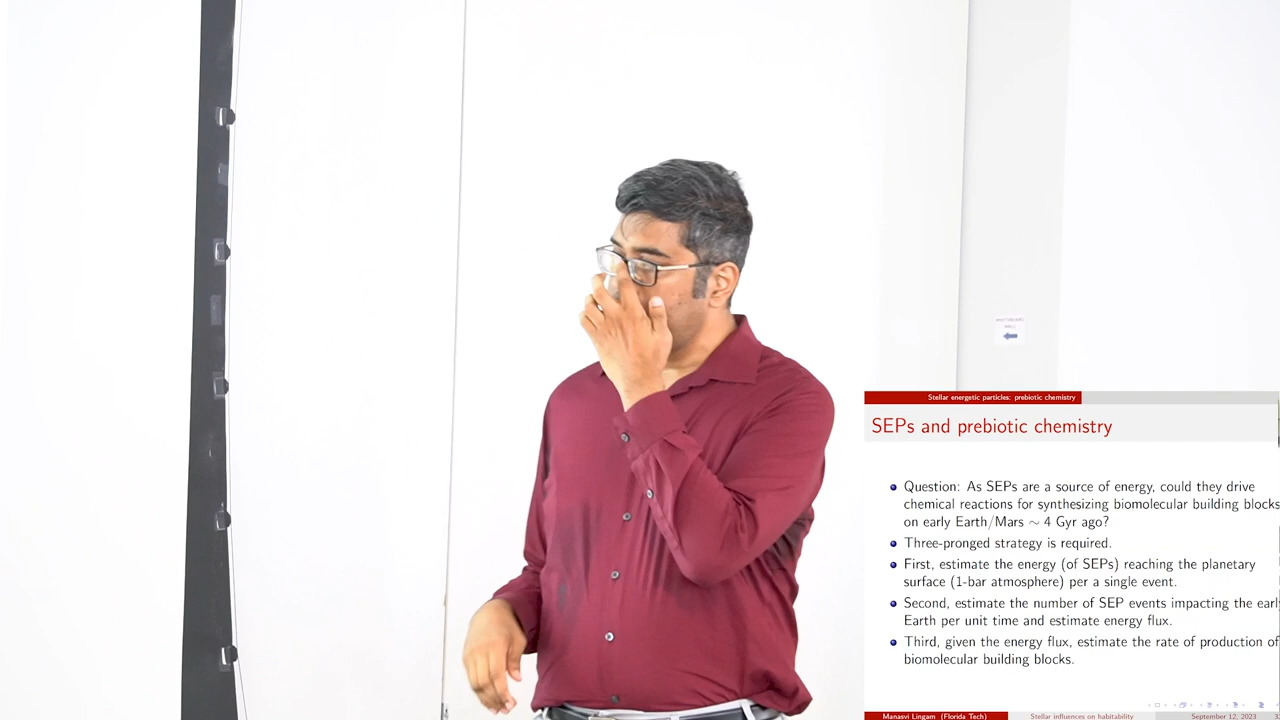 Stellar energetic particles: prebiotic chemistry
SEPs and prebiotic chemistry
Question: As SEPs are a source of energy, could they drive
chemical reactions for synthesizing biomolecular building blocks
on early Earth/Mars ∼ 4 Gyr ago?
Three-pronged strategy is required.
First, estimate the energy (of SEPs) reaching the planetary
surface (1-bar atmosphere) per a single event.
Second, estimate the number of SEP events impacting the earl
Earth per unit time and estimate energy flux.
Third, given the energy flux, estimate the rate of production of
biomolecular building blocks.
Manasvi Lingam (Florida Tech)
Stellar influences on habitability
September 12, 2023